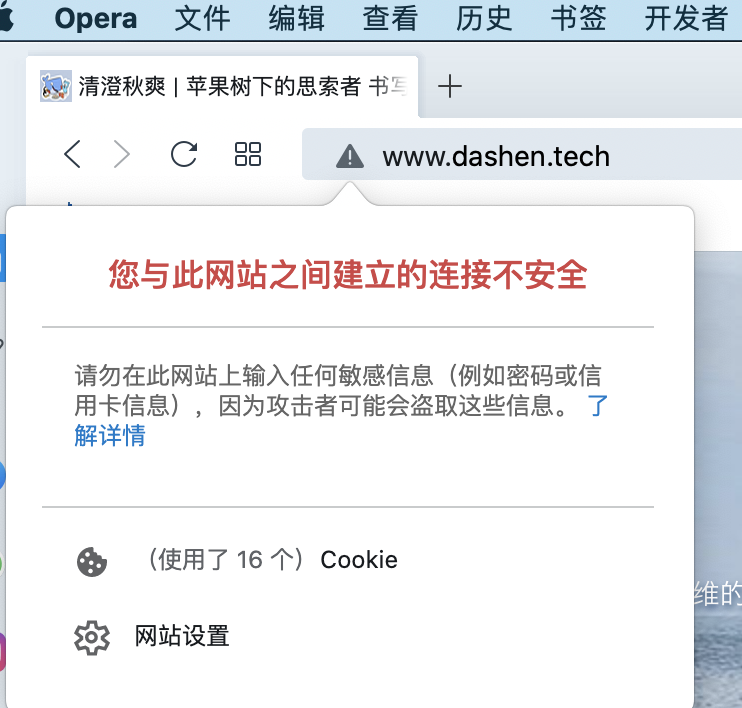 Opera 文件 编辑 查看 历史 书签 开发者
清澄秋爽 | 苹果树下的思索者 书写
www.dashen.tech
您与此网站之间建立的连接不安全
请勿在此网站上输入任何敏感信息（例如密码或信
用卡信息），因为攻击者可能会盗取这些信息。 了
解详情
（使用了 16 个） Cookie
维的
网站设置